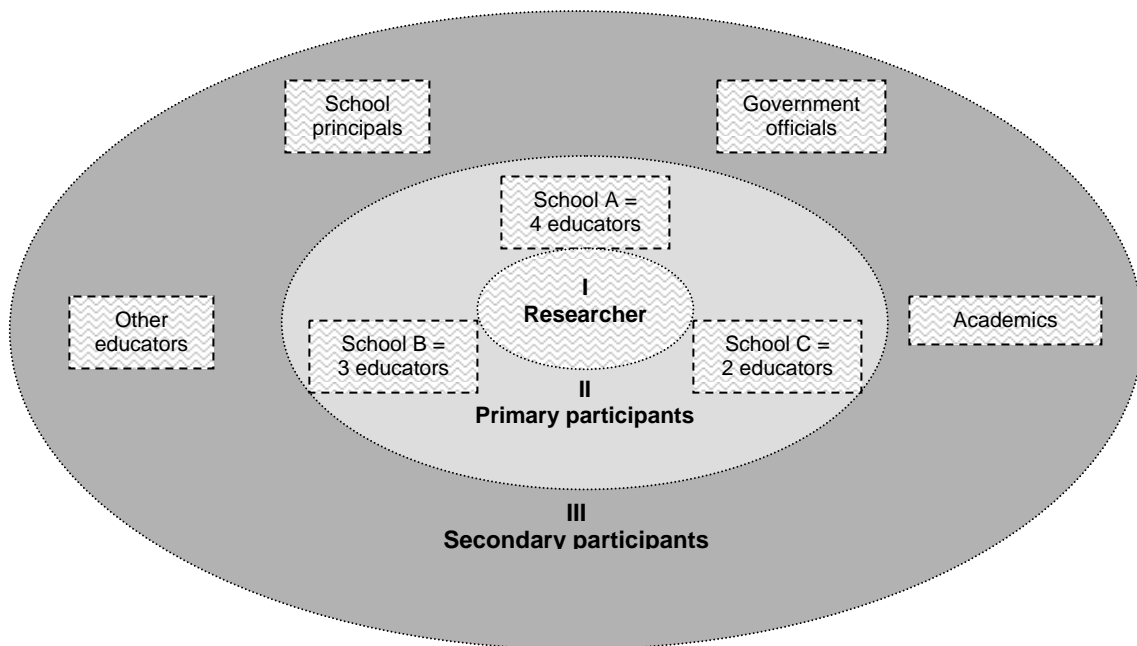 School
principals
Government
officials
School A =
4 educators
I
Researcher
Other
educators
School B =
3 educators
School C =
2 educators
Academics
II
Primary participants
III
Secondary participants